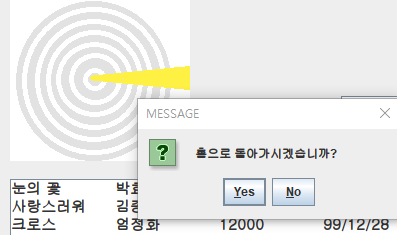 MESSAGE
홈으로 돌아가시겠습니까?
Yes No
눈의 꽃
사랑스러워
크로스 엄정화 12000 99/12/28